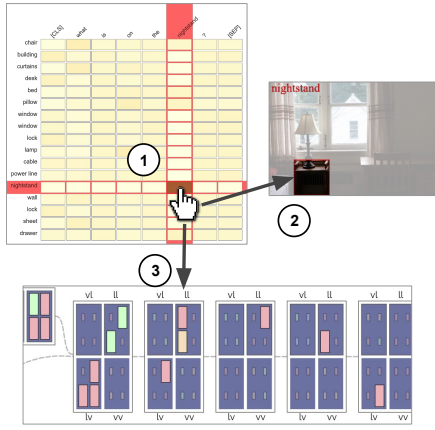 [CLS] what is on the nightstand ? [SEP]
chair
building
curtains
desk
bed
pillow
window
window
lock
lamp
cable
power line
nightstand
wall
lock
sheet
drawer
1
nightstand
2
3
vl ll vl ll vl ll vl ll vl ll
lv vv lv vv lv vv lv vv lv vv